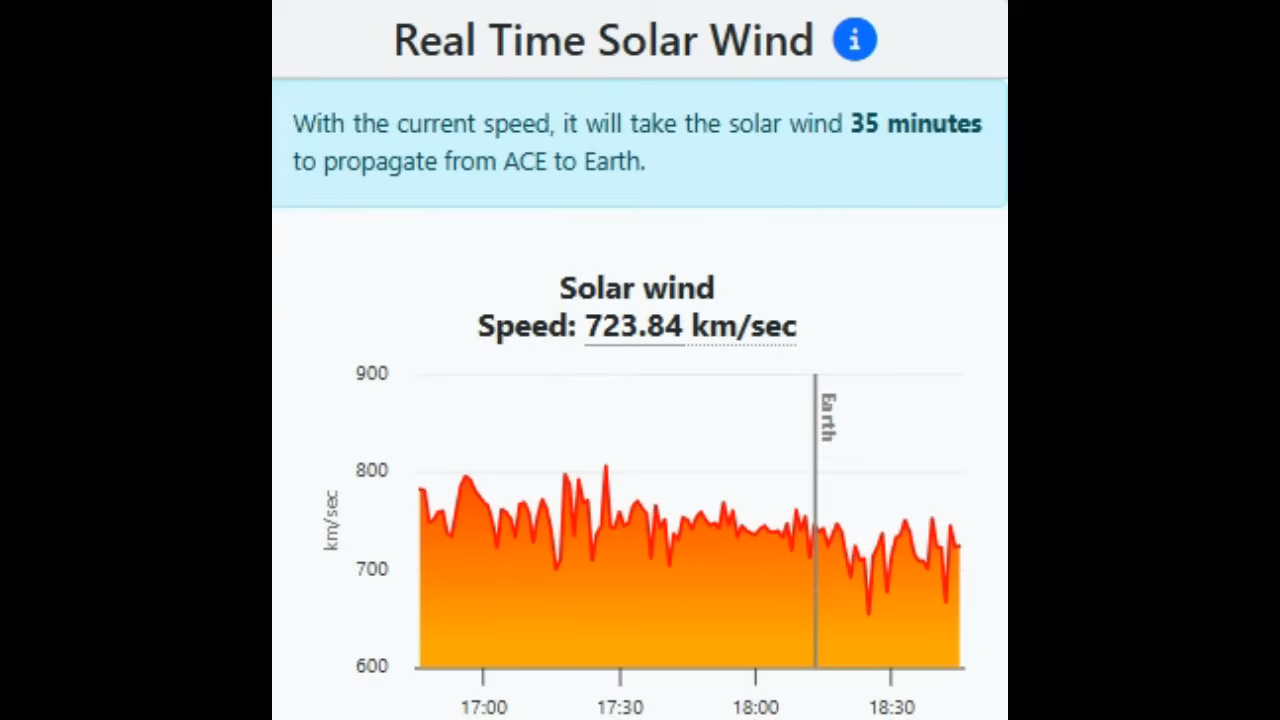 Real Time Solar Wind i
With the current speed, it will take the solar wind 35 minutes
to propagate from ACE to Earth.
Solar wind
Speed: 723.84 km/sec
900
Earth
800
km/sec
700
600
17:00 17:30 18:00 18:30